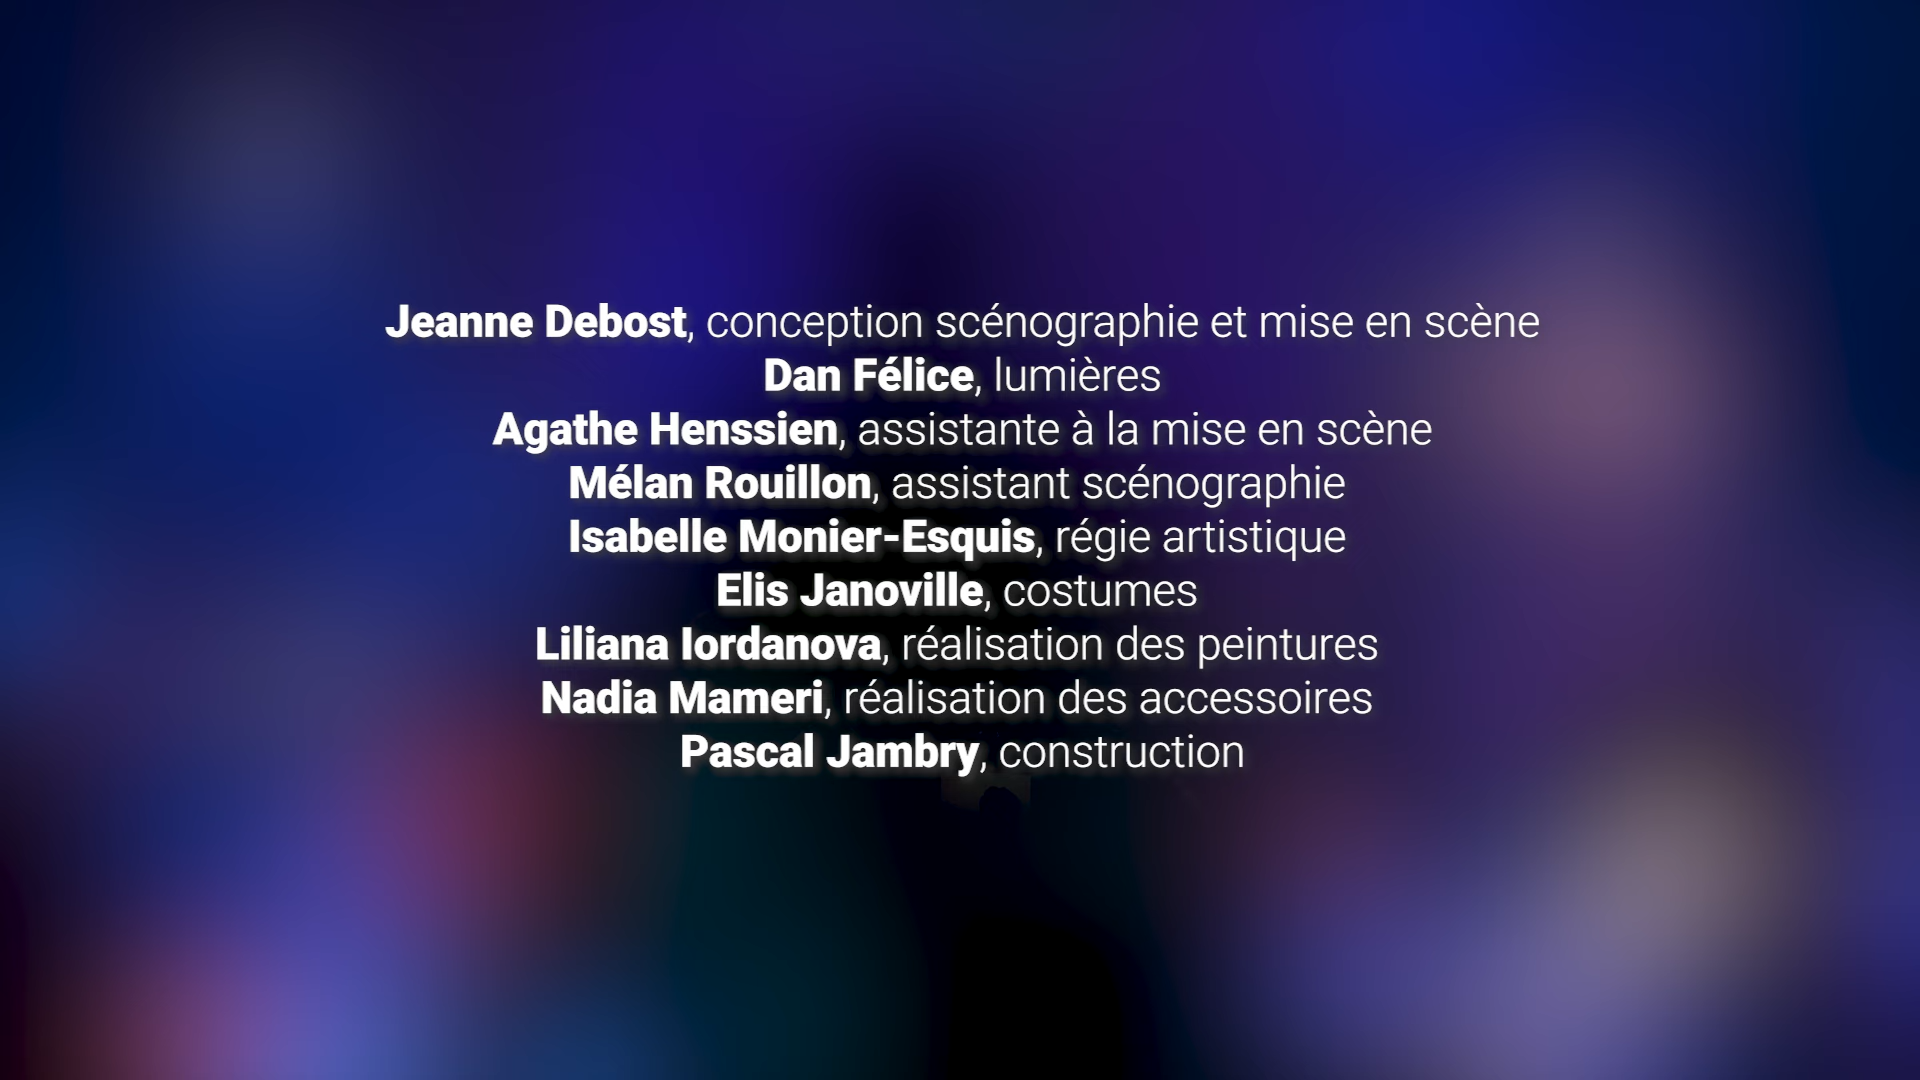 Jeanne Debost, conception scénographie et mise en scène
Dan Félice, lumières
Agathe Henssien, assistante à la mise en scène
Mélan Rouillon, assistant scénographie
Isabelle Monier-Esquis, régie artistique
Elis Janoville, costumes
Liliana Iordanova, réalisation des peintures
Nadia Mameri, réalisation des accessoires
Pascal Jambry, construction